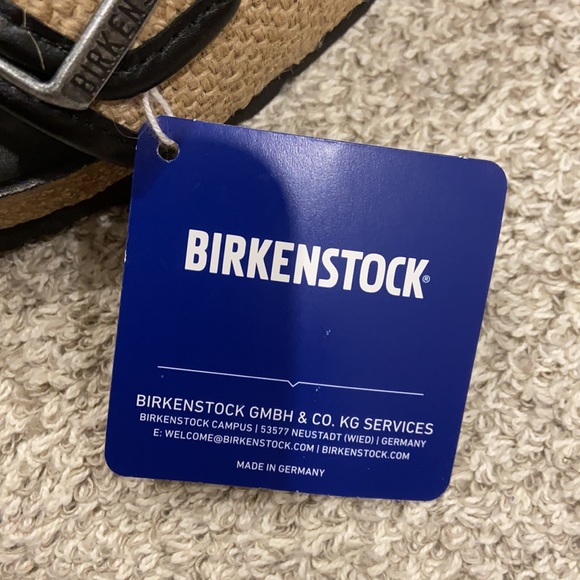 BIRKENS
BIRKENSTOCK®
BIRKENSTOCK GMBH & CO. KG SERVICES
BIRKENSTOCK CAMPUS | 53577 NEUSTADT (WIED) | GERMANY
E: WELCOME@BIRKENSTOCK.COM | BIRKENSTOCK.COM
MADE IN GERMANY